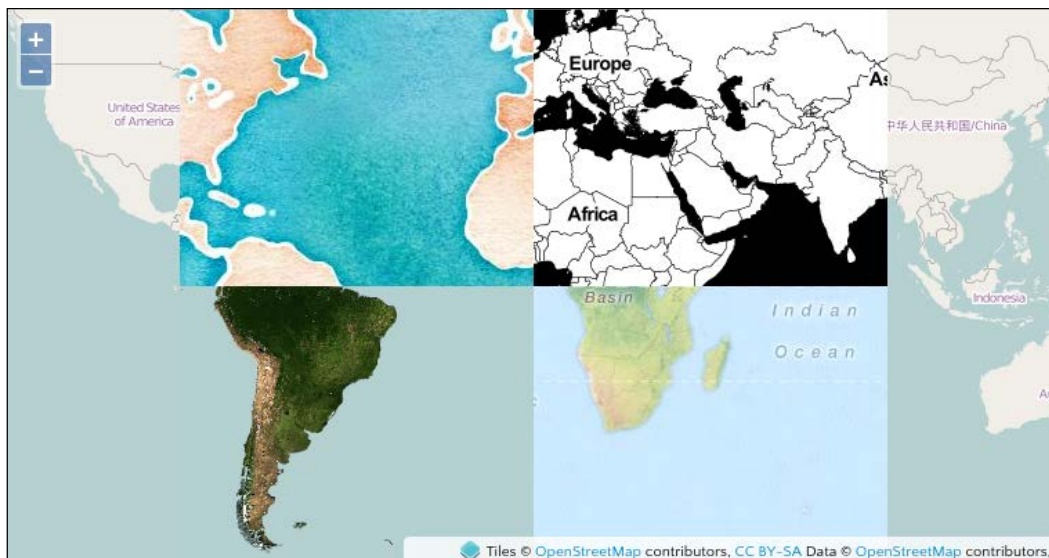 +
−
United States
of America
Europe
中华人民共和国/China
Africa
Basin
Indian
Ocean
Indonesia
Tiles © OpenStreetMap contributors, CC BY-SA Data © OpenStreetMap contributors